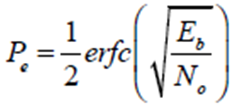 P_e = 1/2 erfc(√(E_b/N_o))